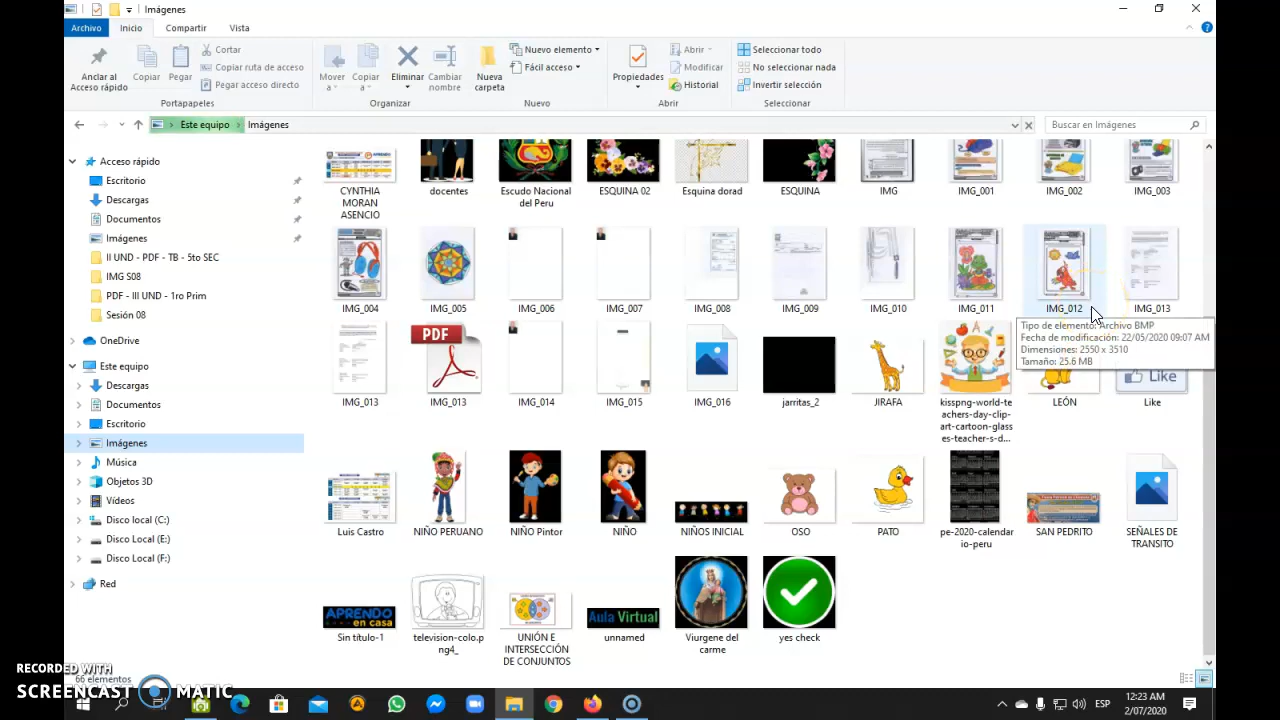 Imágenes
Archivo Inicio Compartir Vista
Anclar al Acceso rápido
Copiar
Pegar
Cortar
Copiar ruta de acceso
Pegar acceso directo
Portapapeles
Mover a
Copiar a
Eliminar
Cambiar nombre
Organizar
Nueva carpeta
Nuevo elemento
Fácil acceso
Nuevo
Propiedades
Abrir
Modificar
Historial
Abrir
Seleccionar todo
No seleccionar nada
Invertir selección
Seleccionar
Este equipo > Imágenes
Buscar en Imágenes
Acceso rápido
Escritorio
Descargas
Documentos
Imágenes
II UND - PDF - TB - 5to SEC
IMG S08
PDF - III UND - 1ro Prim
Sesión 08
OneDrive
Este equipo
Descargas
Documentos
Escritorio
Imágenes
Música
Objetos 3D
Vídeos
Disco local (C:)
Disco Local (E:)
Disco Local (F:)
Red
CYNTHIA MORAN ASENCIO
docentes
Escudo Nacional del Peru
ESQUINA 02
Esquina dorad
ESQUINA
IMG
IMG_001
IMG_002
IMG_003
IMG_004
IMG_005
IMG_006
IMG_007
IMG_008
IMG_009
IMG_010
IMG_011
IMG_012
IMG_013
Tipo de elemento: Archivo BMP
Fecha de modificación: 22/05/2020 09:07 AM
Dimensiones: 2550 x 3510
Tamaño: 25.6 MB
PDF
Like
IMG_013
IMG_013
IMG_014
IMG_015
IMG_016
jarritas_2
JIRAFA
kisspng-world-te
achers-day-clip-
art-cartoon-glass
es-teacher-s-d...
LEÓN
Like
Luis Castro
NIÑO PERUANO
NIÑO Pintor
NIÑO
NIÑOS INICIAL
OSO
PATO
pe-2020-calendar
io-peru
SAN PEDRITO
SEÑALES DE TRANSITO
APRENDO en casa
Aula Virtual
Sin título-1
television-colo.p
ng4_
UNIÓN E
INTERSECCIÓN
DE CONJUNTOS
unnamed
Viurgene del carme
yes check
66 elementos
RECORDED WITH
SCREENCAST MATIC
ESP
12:23 AM
2/07/2020